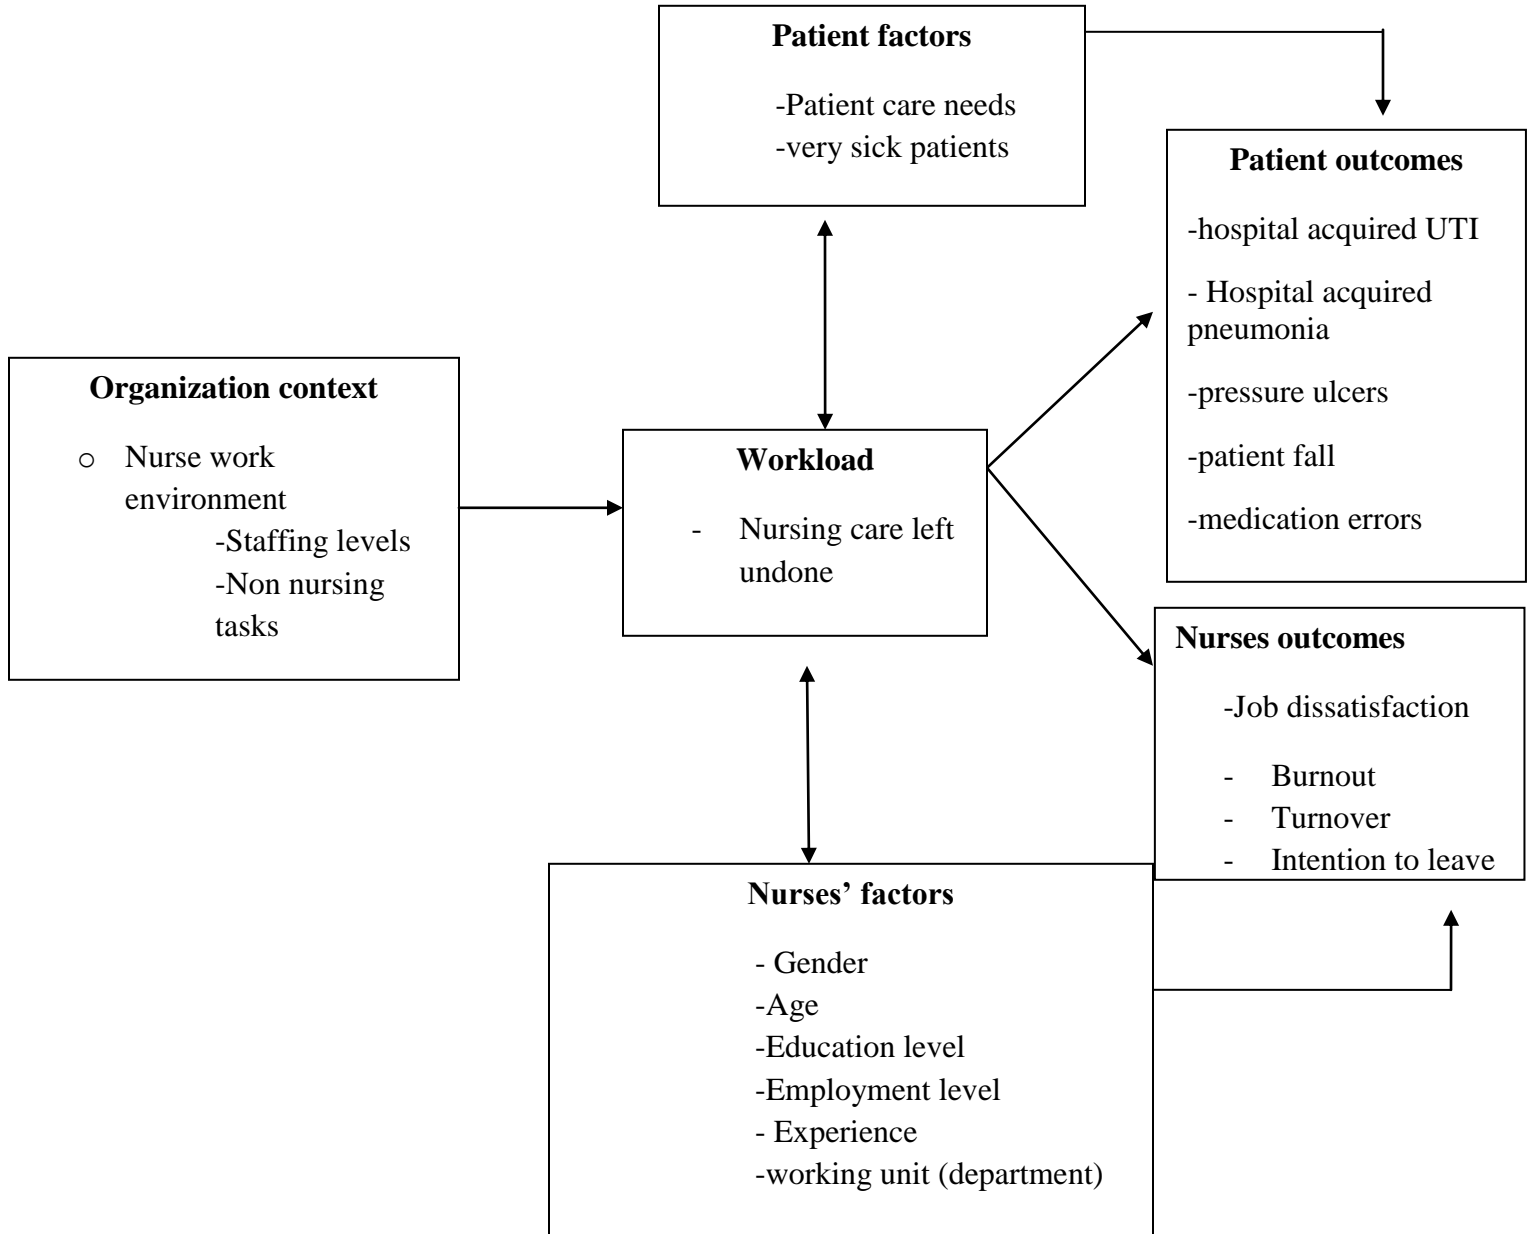 Patient factors
-Patient care needs
-very sick patients
Patient outcomes
-hospital acquired UTI
- Hospital acquired
pneumonia
-pressure ulcers
-patient fall
-medication errors
Organization context
o Nurse work
environment
-Staffing levels
-Non nursing
tasks
Workload
- Nursing care left
undone
Nurses outcomes
-Job dissatisfaction
- Burnout
- Turnover
- Intention to leave
Nurses’ factors
- Gender
-Age
-Education level
-Employment level
- Experience
-working unit (department)